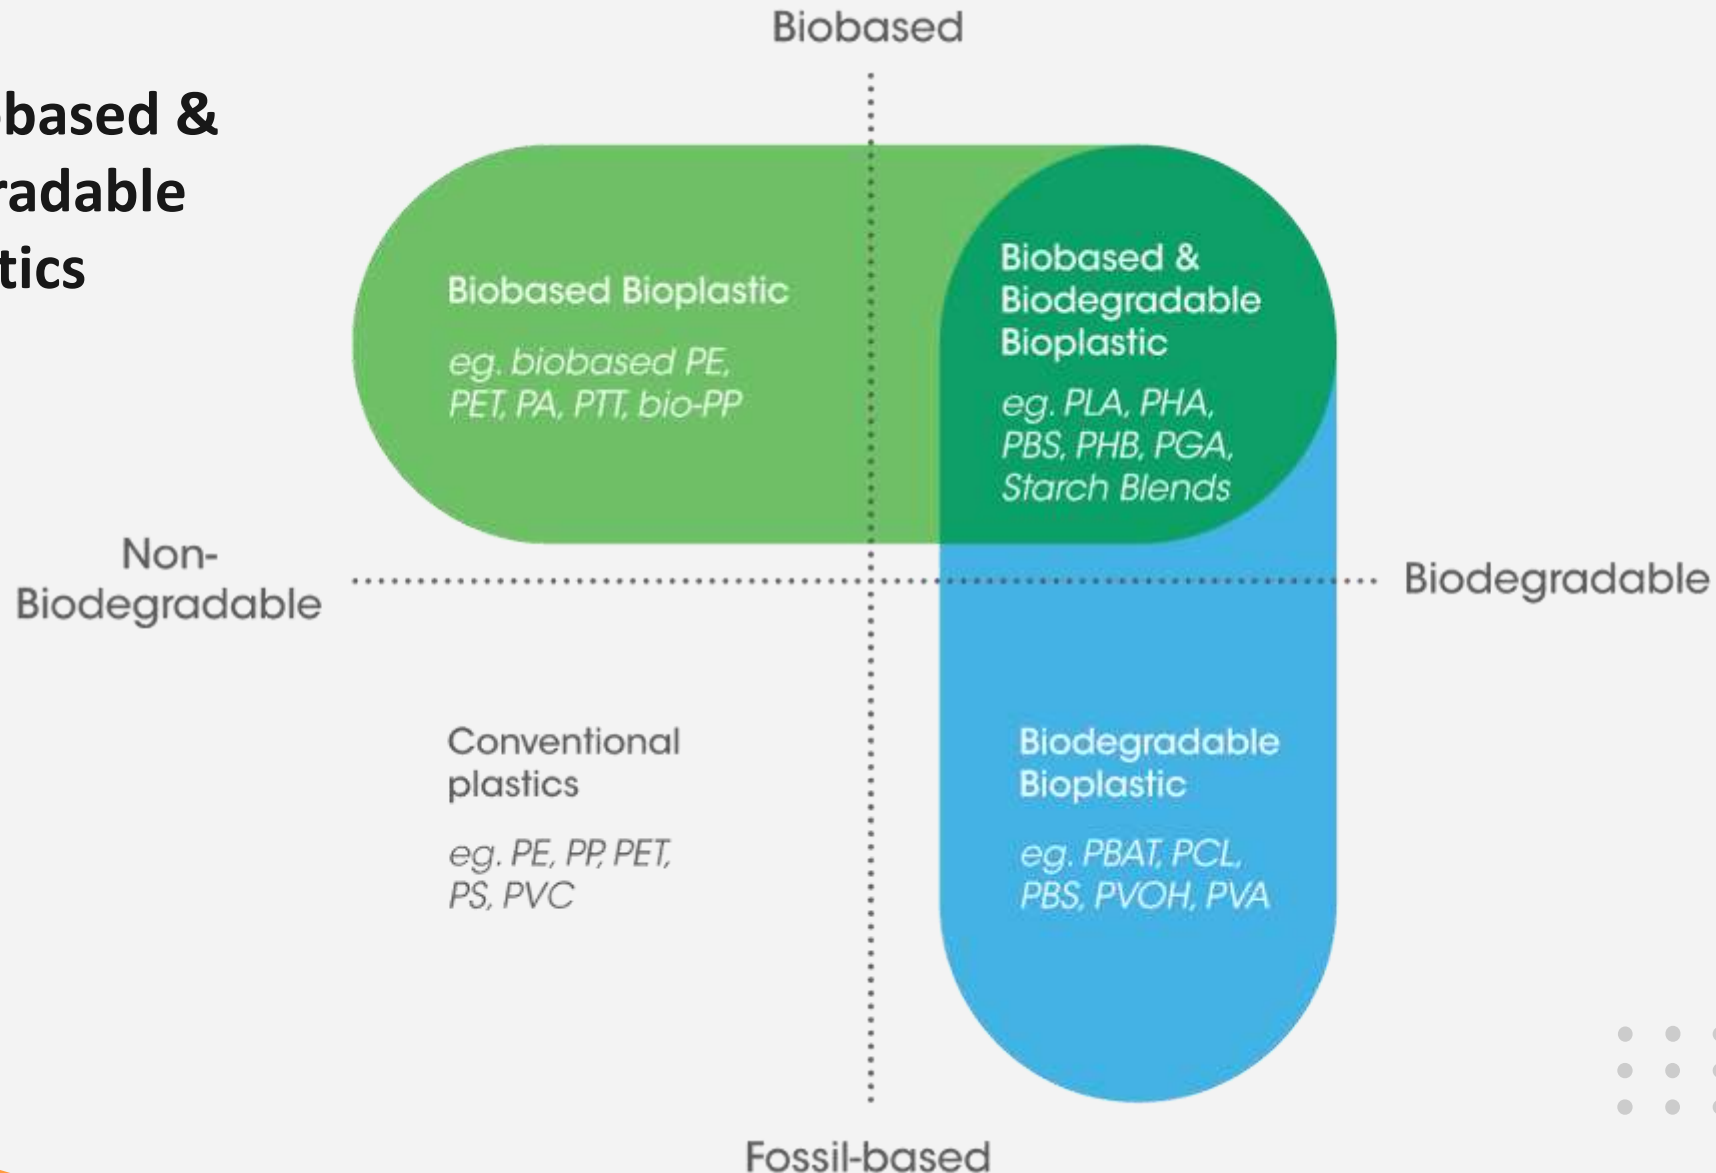 Biobased
based &
radable
tics
Biobased Bioplastic
eg. biobased PE,
PET, PA, PTT, bio-PP
Biobased &
Biodegradable
Bioplastic
eg. PLA, PHA,
PBS, PHB, PGA,
Starch Blends
Non-
Biodegradable
Biodegradable
Conventional
plastics
eg. PE, PP, PET,
PS, PVC
Biodegradable
Bioplastic
eg. PBAT, PCL,
PBS, PVOH, PVA
Fossil-based